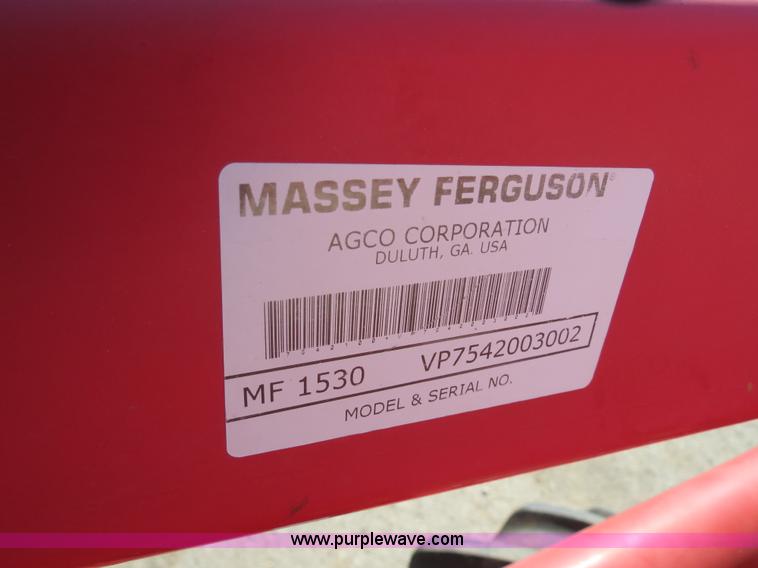 MASSEY FERGUSON®
AGCO CORPORATION
DULUTH, GA. USA
MF 1530 VP7542003002
MODEL & SERIAL NO.
www.purplewave.com